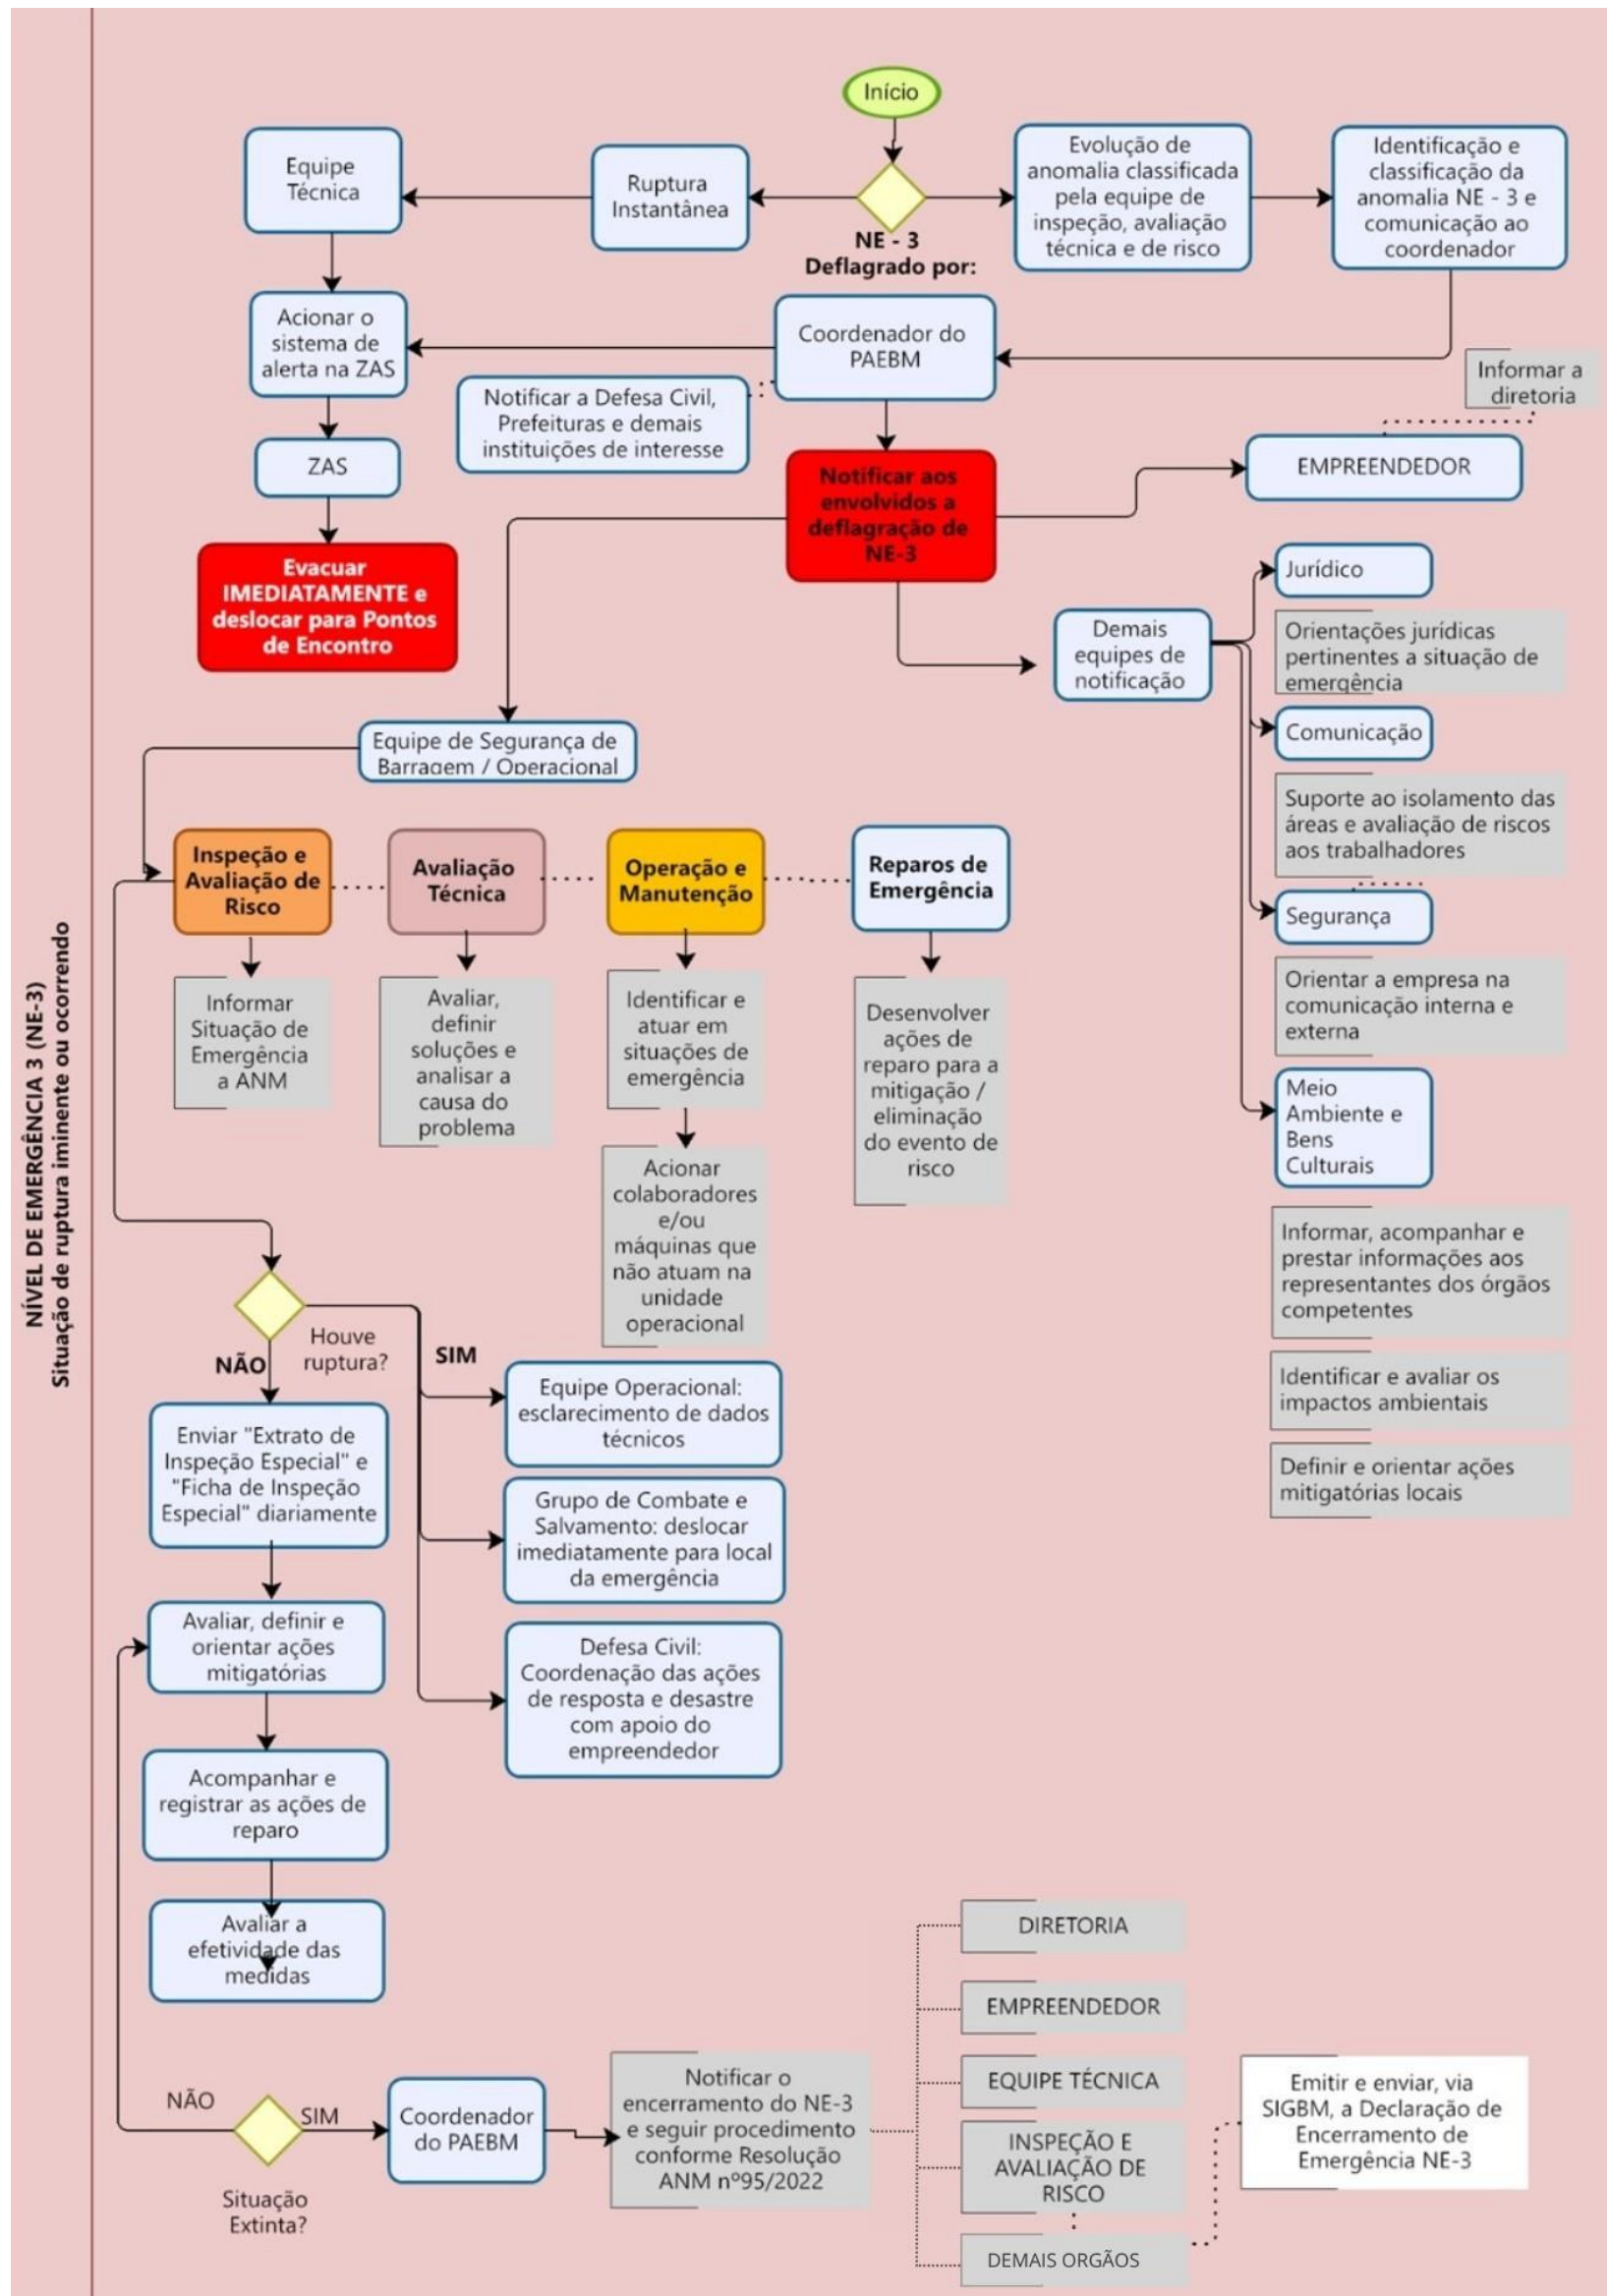 NÍVEL DE EMERGÊNCIA 3 (NE-3)
Situação de ruptura iminente ou ocorrendo
Início
Equipe
Técnica
Ruptura
Instantânea
NE - 3
Deflagrado por:
Evolução de
anomalia classificada
pela equipe de
inspeção, avaliação
técnica e de risco
Identificação e
classificação da
anomalia NE - 3 e
comunicação ao
coordenador
Acionar o
sistema de
alerta na ZAS
Coordenador do
PAEBM
Informar a
diretoria
Notificar a Defesa Civil,
Prefeituras e demais
instituições de interesse
ZAS
Notificar aos
envolvidos a
deflagração de
NE-3
EMPREENDEDOR
Evacuar
IMEDIATAMENTE e
deslocar para Pontos
de Encontro
Demais
equipes de
notificação
Jurídico
Orientações jurídicas
pertinentes a situação de
emergência
Comunicação
Suporte ao isolamento das
áreas e avaliação de riscos
aos trabalhadores
Segurança
Orientar a empresa na
comunicação interna e
externa
Meio
Ambiente e
Bens
Culturais
Informar, acompanhar e
prestar informações aos
representantes dos órgãos
competentes
Identificar e avaliar os
impactos ambientais
Definir e orientar ações
mitigatórias locais
Equipe de Segurança de
Barragem / Operacional
Inspeção e
Avaliação de
Risco
Avaliação
Técnica
Operação e
Manutenção
Reparos de
Emergência
Informar
Situação de
Emergência
a ANM
Avaliar,
definir
soluções e
analisar a
causa do
problema
Identificar e
atuar em
situações de
emergência
Acionar
colaboradores
e/ou
máquinas que
não atuam na
unidade
operacional
Desenvolver
ações de
reparo para a
mitigação /
eliminação
do evento de
risco
Houve
ruptura?
NÃO
SIM
Equipe Operacional:
esclarecimento de dados
técnicos
Grupo de Combate e
Salvamento: deslocar
imediatamente para local
da emergência
Defesa Civil:
Coordenação das ações
de resposta e desastre
com apoio do
empreendedor
Enviar "Extrato de
Inspeção Especial" e
"Ficha de Inspeção
Especial" diariamente
Avaliar, definir e
orientar ações
mitigatórias
Acompanhar e
registrar as ações de
reparo
Avaliar a
efetividade das
medidas
NÃO
SIM
Situação
Extinta?
Coordenador
do PAEBM
Notificar o
encerramento do NE-3
e seguir procedimento
conforme Resolução
ANM nº95/2022
DIRETORIA
EMPREENDEDOR
EQUIPE TÉCNICA
INSPEÇÃO E
AVALIAÇÃO DE
RISCO
DEMAIS ORGÃOS
Emitir e enviar, via
SIGBM, a Declaração de
Encerramento de
Emergência NE-3